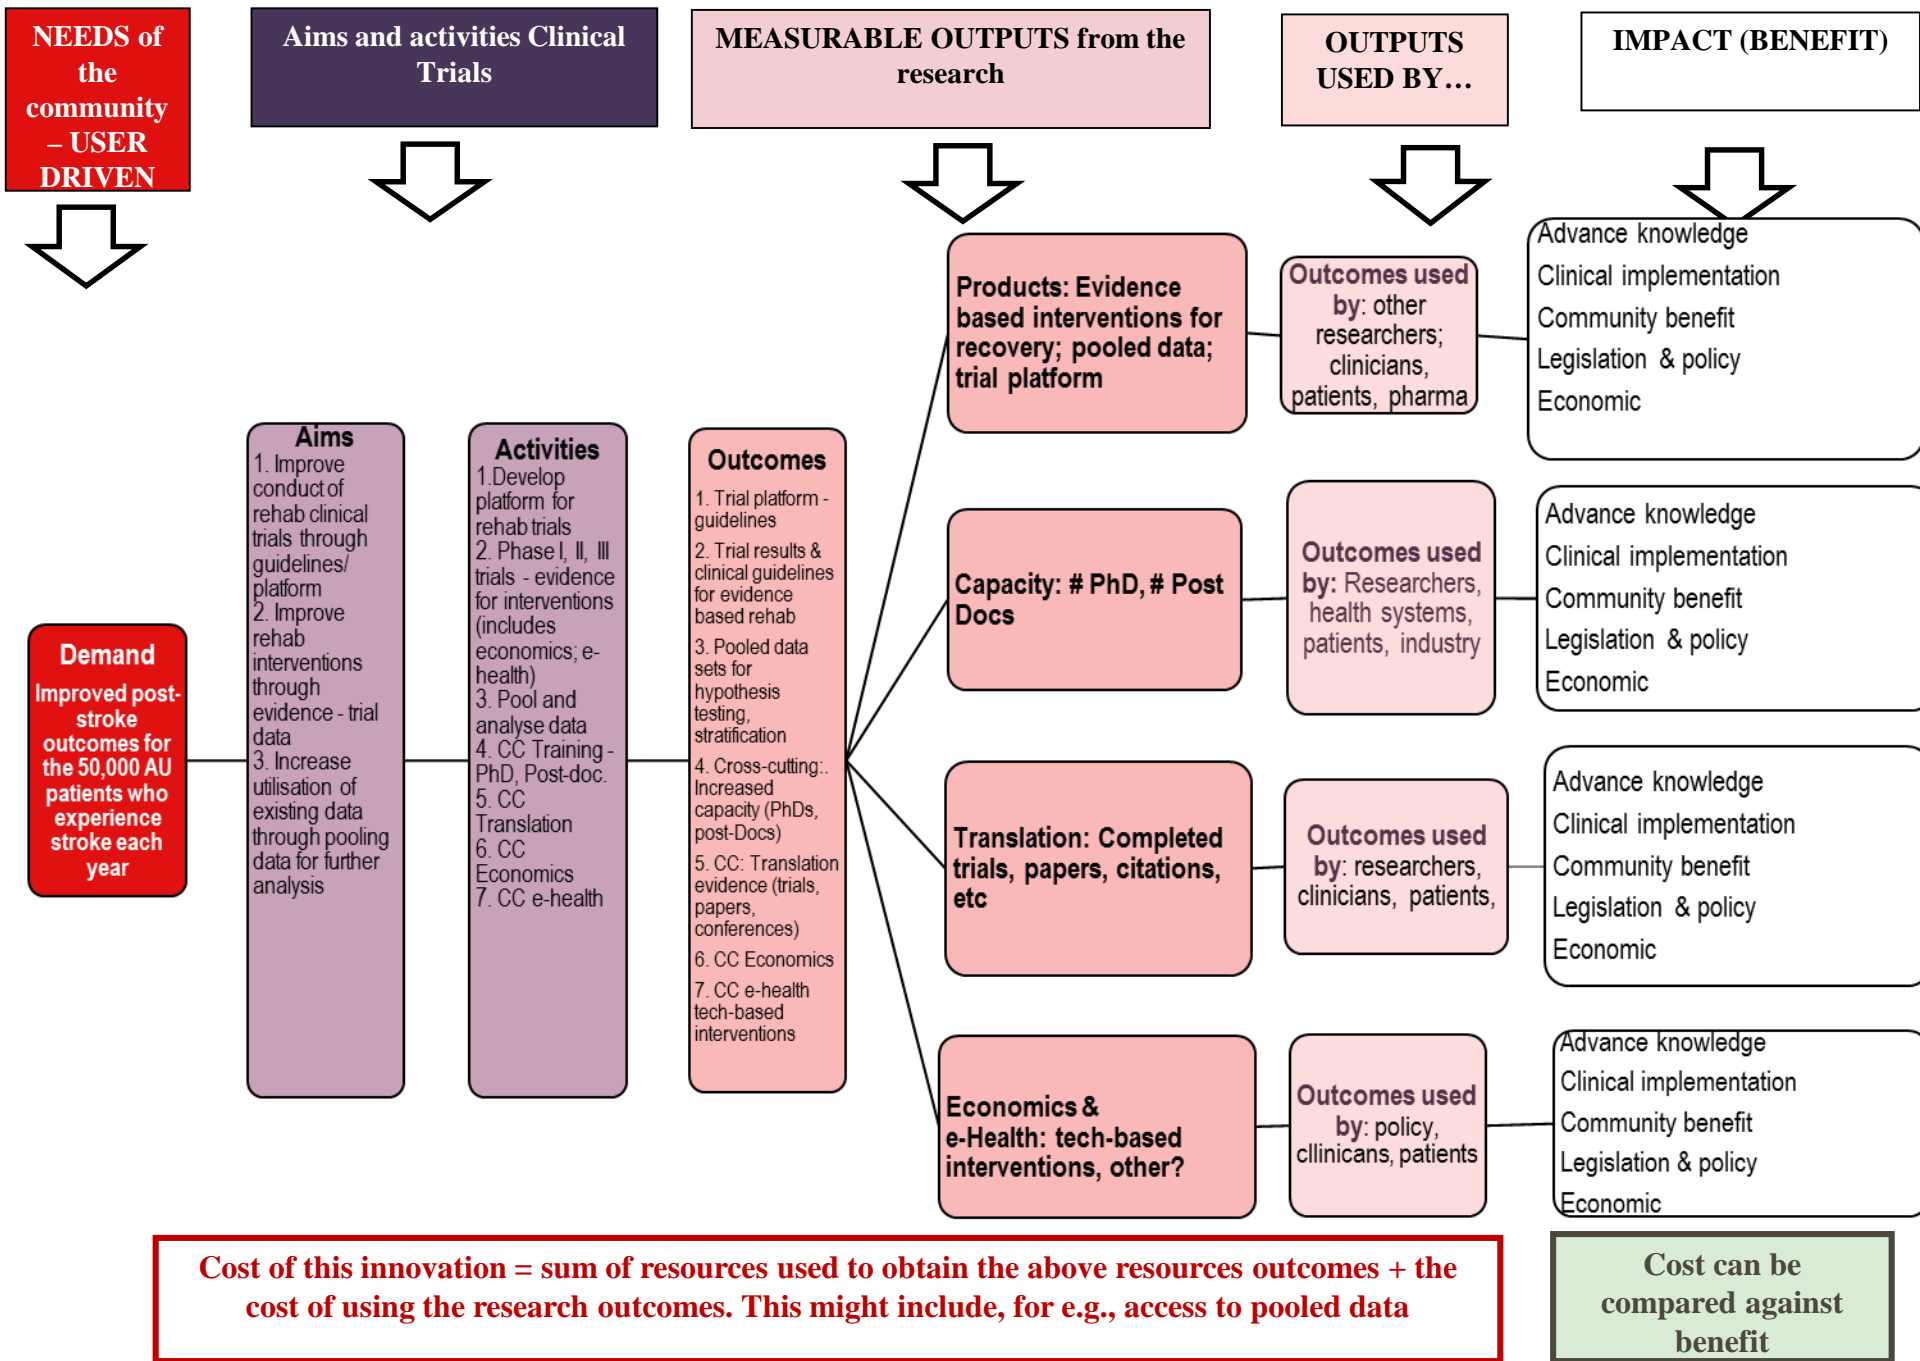 NEEDS of
the
community
– USER
DRIVEN
Aims and activities Clinical
Trials
MEASURABLE OUTPUTS from the
research
OUTPUTS
USED BY…
IMPACT (BENEFIT)
Demand
Improved post-
stroke
outcomes for
the 50,000 AU
patients who
experience
stroke each
year
Aims
1. Improve
conduct of
rehab clinical
trials through
guidelines/
platform
2. Improve
rehab
interventions
through
evidence - trial
data
3. Increase
utilisation of
existing data
through pooling
data for further
analysis
Activities
1.Develop
platform for
rehab trials
2. Phase I, II, III
trials - evidence
for interventions
(includes
economics; e-
health)
3. Pool and
analyse data
4. CC Training -
PhD, Post-doc.
5. CC
Translation
6. CC
Economics
7. CC e-health
Outcomes
1. Trial platform -
guidelines
2. Trial results &
clinical guidelines
for evidence
based rehab
3. Pooled data
sets for
hypothesis
testing,
stratification
4. Cross-cutting:.
Increased
capacity (PhDs,
post-Docs)
5. CC: Translation
evidence (trials,
papers,
conferences)
6. CC Economics
7. CC e-health
tech-based
interventions
Products: Evidence
based interventions for
recovery; pooled data;
trial platform
Outcomes used
by: other
researchers;
clinicians,
patients, pharma
Advance knowledge
Clinical implementation
Community benefit
Legislation & policy
Economic
Capacity: # PhD, # Post
Docs
Outcomes used
by: Researchers,
health systems,
patients, industry
Advance knowledge
Clinical implementation
Community benefit
Legislation & policy
Economic
Translation: Completed
trials, papers, citations,
etc
Outcomes used
by: researchers,
clinicians, patients,
Advance knowledge
Clinical implementation
Community benefit
Legislation & policy
Economic
Economics &
e-Health: tech-based
interventions, other?
Outcomes used
by: policy,
cllinicans, patients
Advance knowledge
Clinical implementation
Community benefit
Legislation & policy
Economic
Cost of this innovation = sum of resources used to obtain the above resources outcomes + the
cost of using the research outcomes. This might include, for e.g., access to pooled data
Cost can be
compared against
benefit